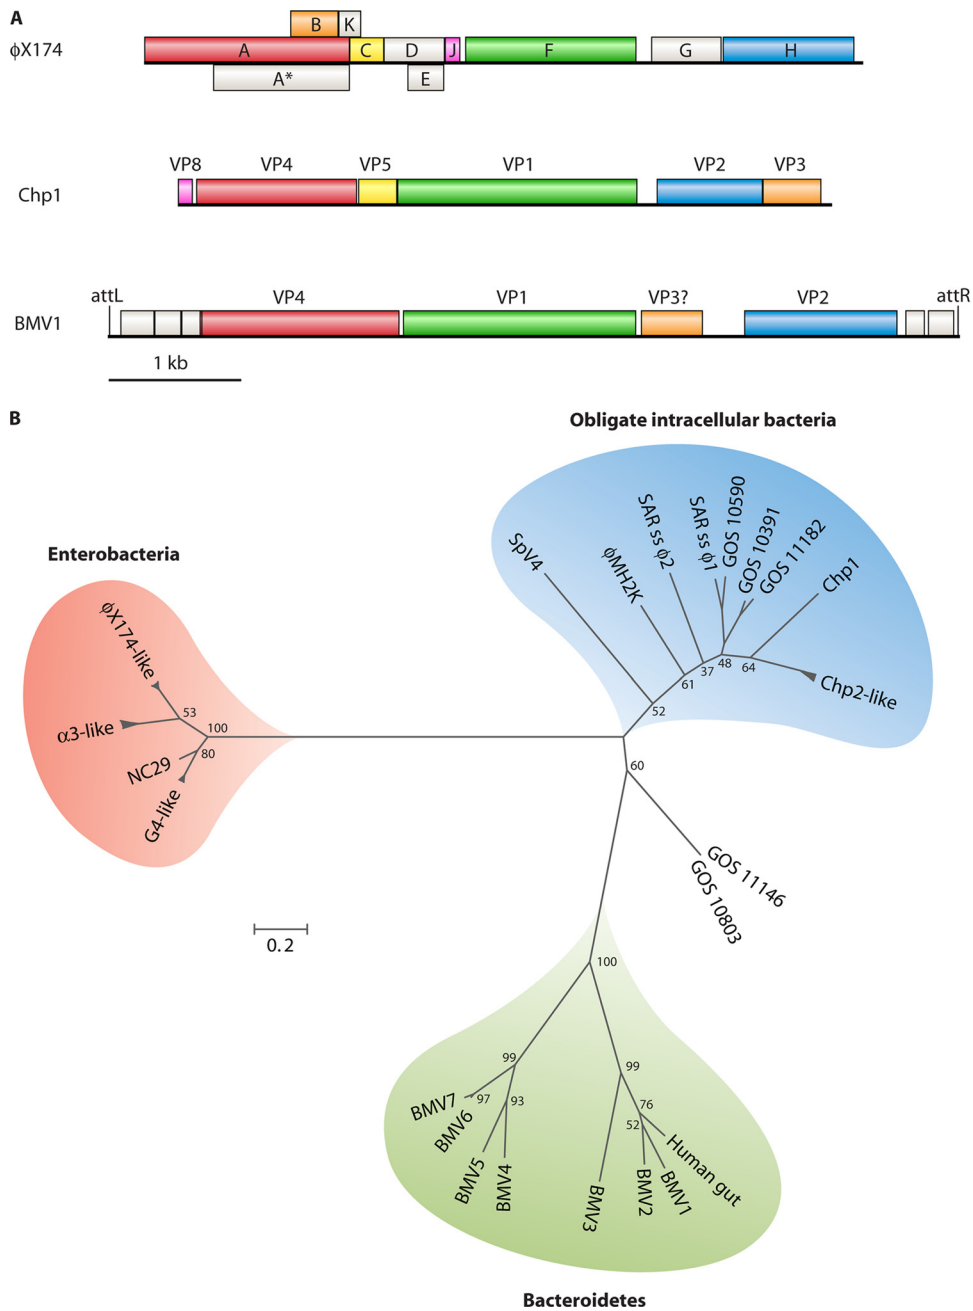 A
B K
ϕX174
A C D J F G H
A* E
VP8 VP4 VP5 VP1 VP2 VP3
Chp1
attL VP4 VP1 VP3? VP2 attR
BMV1
1 kb
B
Obligate intracellular bacteria
Enterobacteria
SpV4
ϕMH2K
SAR ss ϕ2
SAR ss ϕ1
GOS 10590
GOS 10391
GOS 11182
Chp1
Chp2-like
52
61
37
48
64
ϕX174-like
α3-like
NC29
G4-like
53
100
80
60
GOS 11146
GOS 10803
0.2
100
99
97
93
99
76
52
BMV7
BMV6
BMV5
BMV4
BMV3
BMV2
BMV1
Human gut
Bacteroidetes